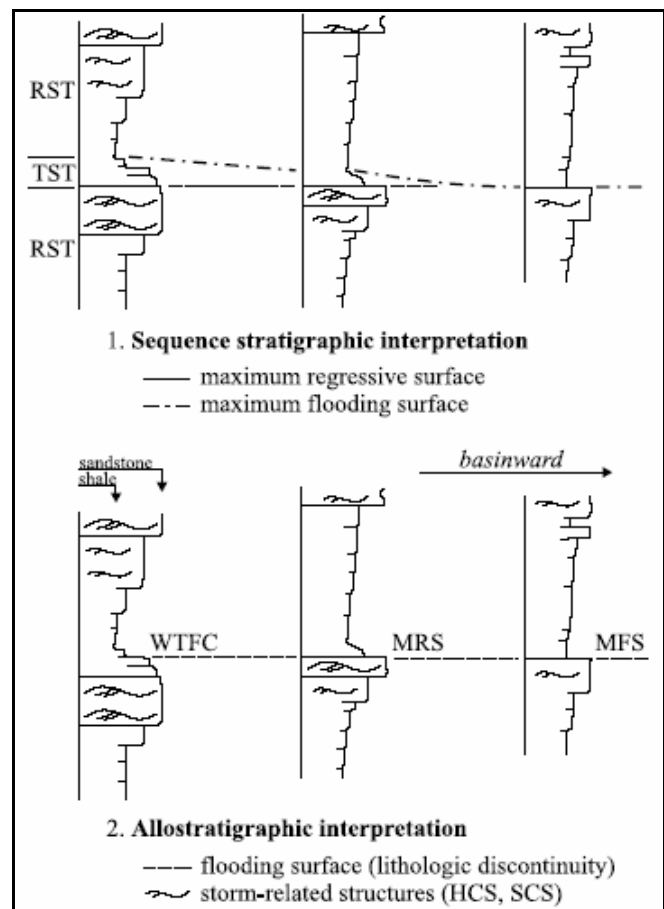 RST
TST
RST
1. Sequence stratigraphic interpretation
maximum regressive surface
maximum flooding surface
sandstone
shale
basinward
WTFC
MRS
MFS
2. Allostratigraphic interpretation
flooding surface (lithologic discontinuity)
storm-related structures (HCS, SCS)